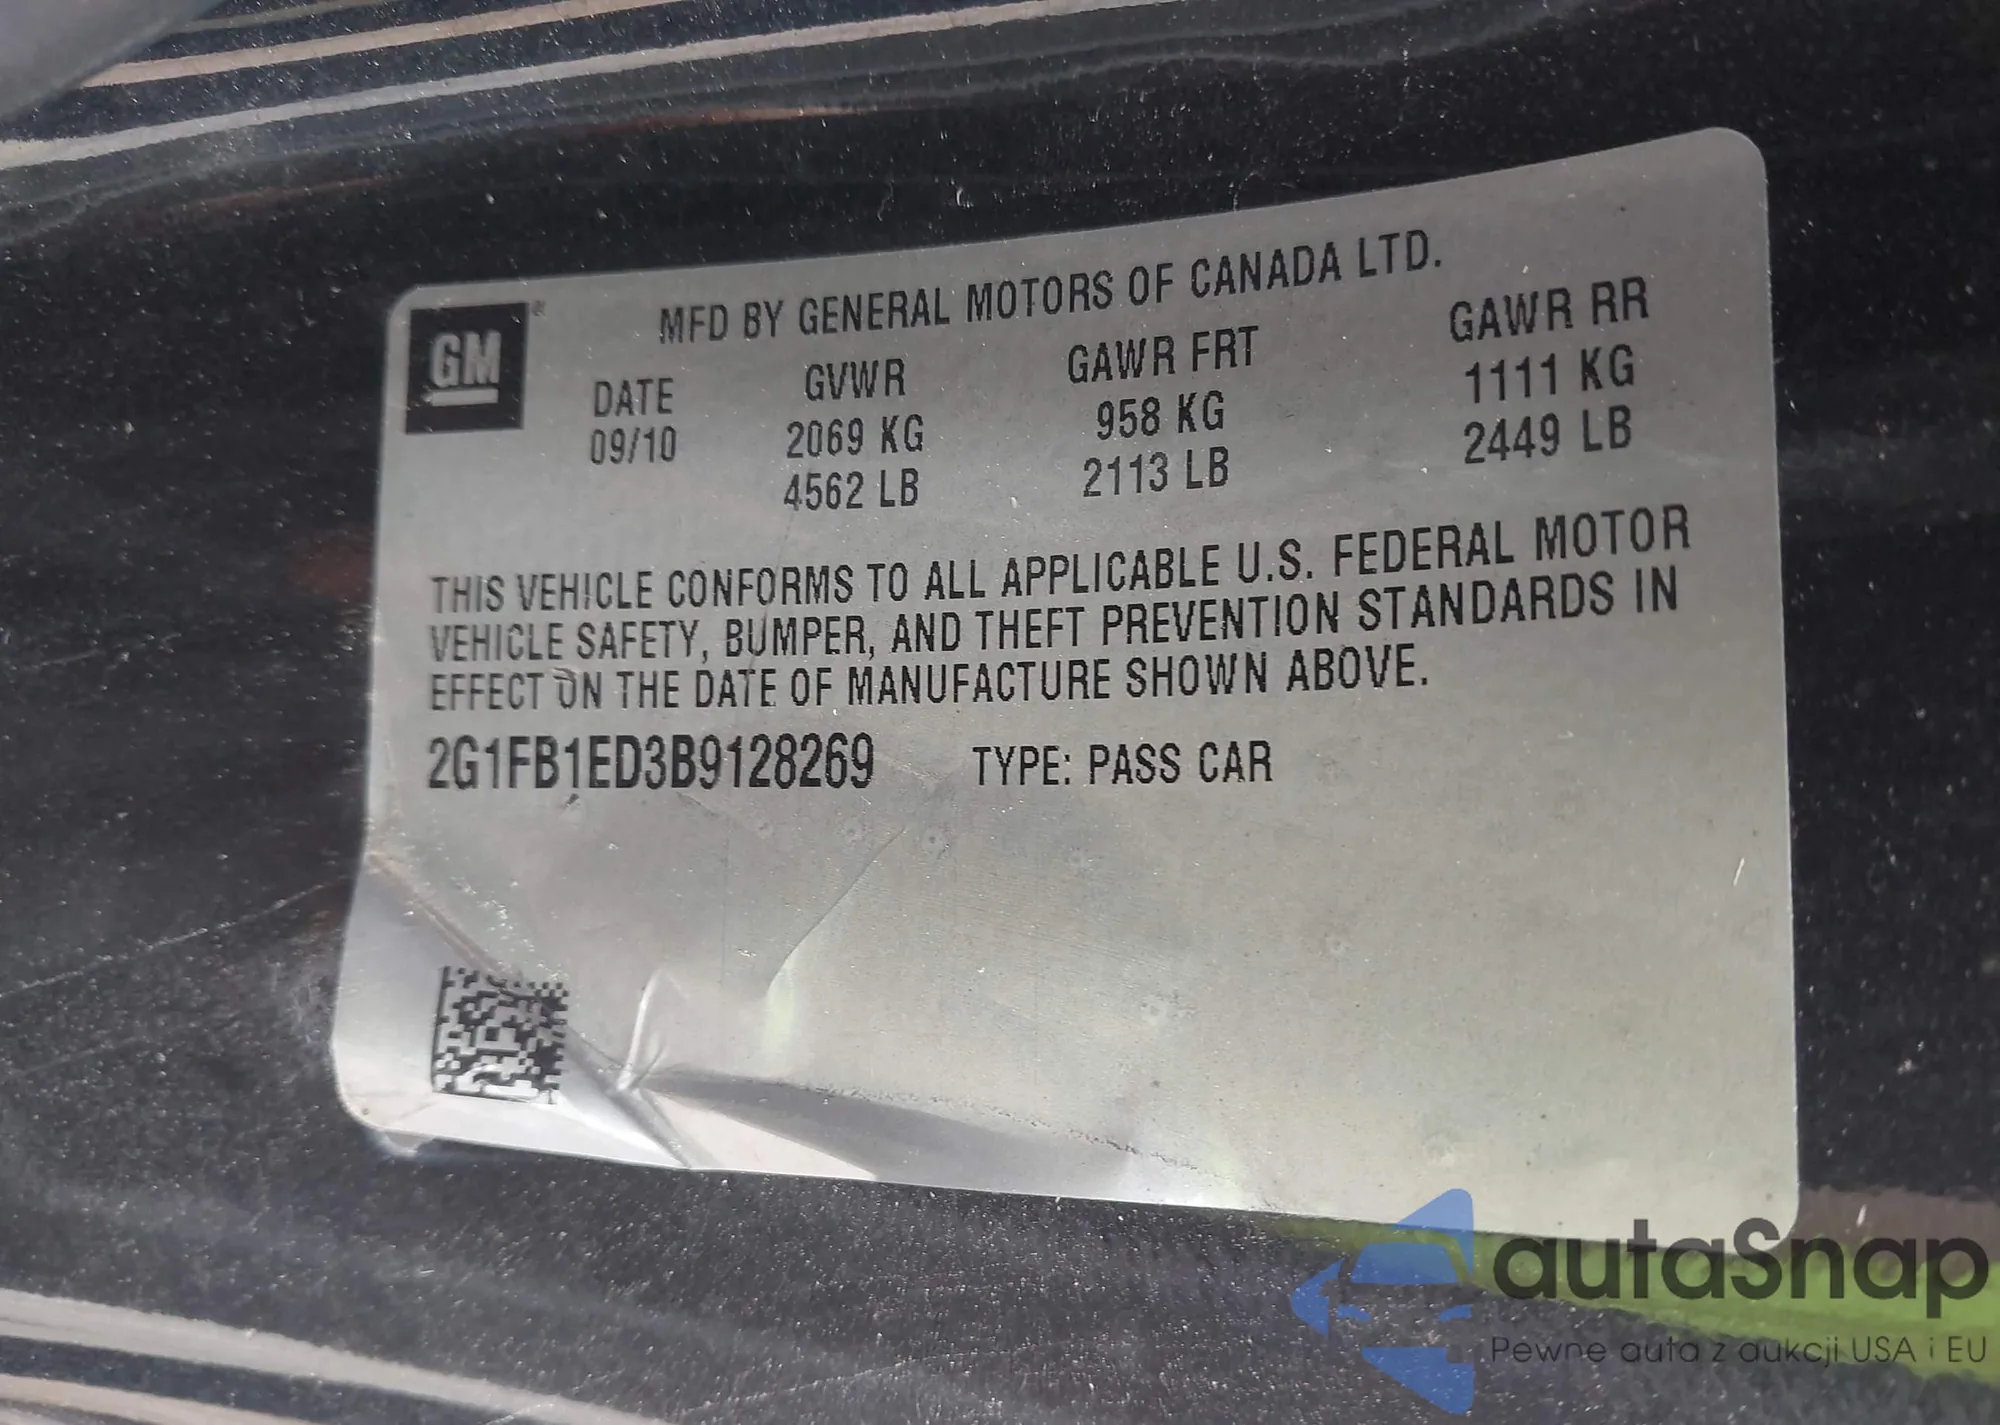 MFD BY GENERAL MOTORS OF CANADA LTD.
GM
DATE GVWR GAWR FRT GAWR RR
09/10 2069 KG 958 KG 1111 KG
4562 LB 2113 LB 2449 LB
THIS VEHICLE CONFORMS TO ALL APPLICABLE U.S. FEDERAL MOTOR
VEHICLE SAFETY, BUMPER, AND THEFT PREVENTION STANDARDS IN
EFFECT ON THE DATE OF MANUFACTURE SHOWN ABOVE.
2G1FB1ED3B9128269 TYPE: PASS CAR
autaSnap
Pewne auta z aukcji USA i EU